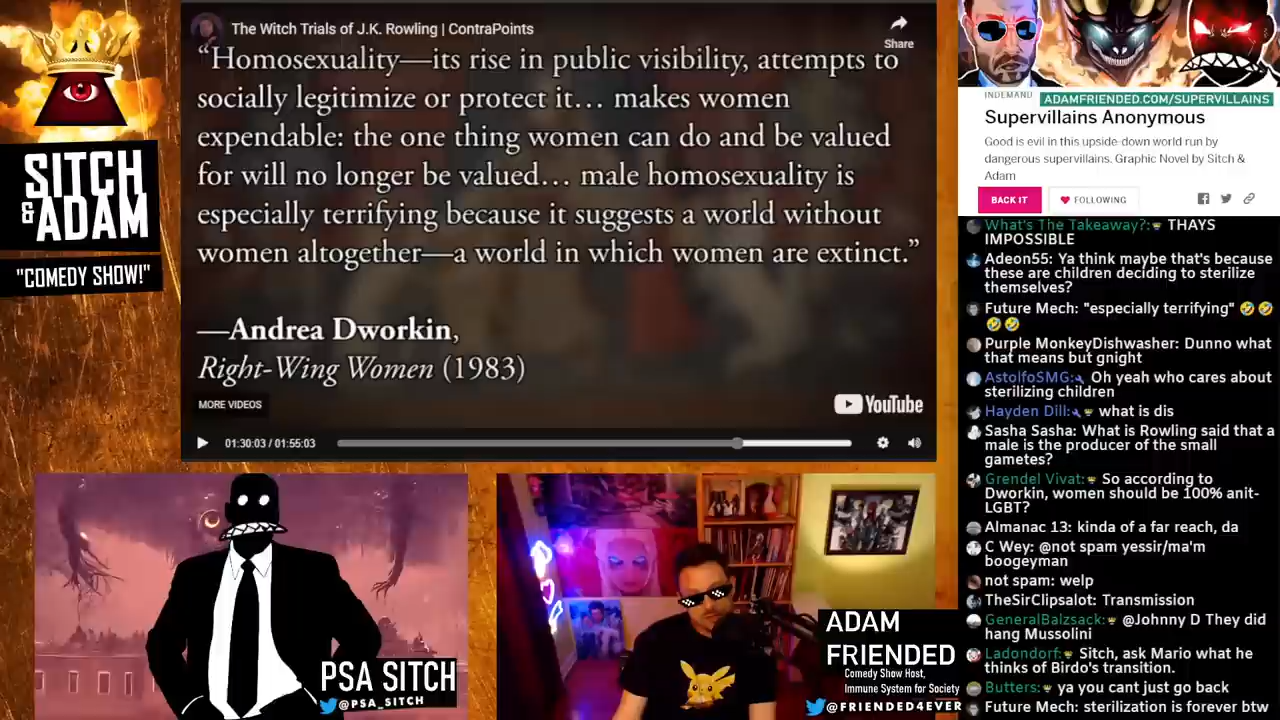 The Witch Trials of J.K. Rowling | ContraPoints
Share
“Homosexuality—its rise in public visibility, attempts to
socially legitimize or protect it… makes women
expendable: the one thing women can do and be valued
for will no longer be valued… male homosexuality is
especially terrifying because it suggests a world without
women altogether—a world in which women are extinct.”
—Andrea Dworkin,
Right-Wing Women (1983)
MORE VIDEOS
YouTube
01:30:03 / 01:55:03
SITCH
& ADAM
"COMEDY SHOW!"
INDEMAND
ADAMFRIENDED.COM/SUPERVILLAINS
Supervillains Anonymous
Good is evil in this upside-down world run by
dangerous supervillains. Graphic Novel by Sitch &
Adam
BACK IT
FOLLOWING
What's The Takeaway?: THAYS
IMPOSSIBLE
Adeon55: Ya think maybe that's because
these are children deciding to sterilize
themselves?
Future Mech: "especially terrifying" 🤣🤣
🤣🤣
Purple MonkeyDishwasher: Dunno what
that means but gnight
AstolfoSMG: Oh yeah who cares about
sterilizing children
Hayden Dill: what is dis
Sasha Sasha: What is Rowling said that a
male is the producer of the small
gametes?
Grendel Vivat: So according to
Dworkin, women should be 100% anit-
LGBT?
Almanac 13: kinda of a far reach, da
C Wey: @not spam yessir/ma'm
boogeyman
not spam: welp
TheSirClipsalot: Transmission
GeneralBalzsack: @Johnny D They did
hang Mussolini
Ladondorf: Sitch, ask Mario what he
thinks of Birdo's transition.
Butters: ya you cant just go back
Future Mech: sterilization is forever btw
PSA SITCH
@PSA_SITCH
ADAM
FRIENDED
Comedy Show Host,
Immune System for Society
@FRIENDED4EVER